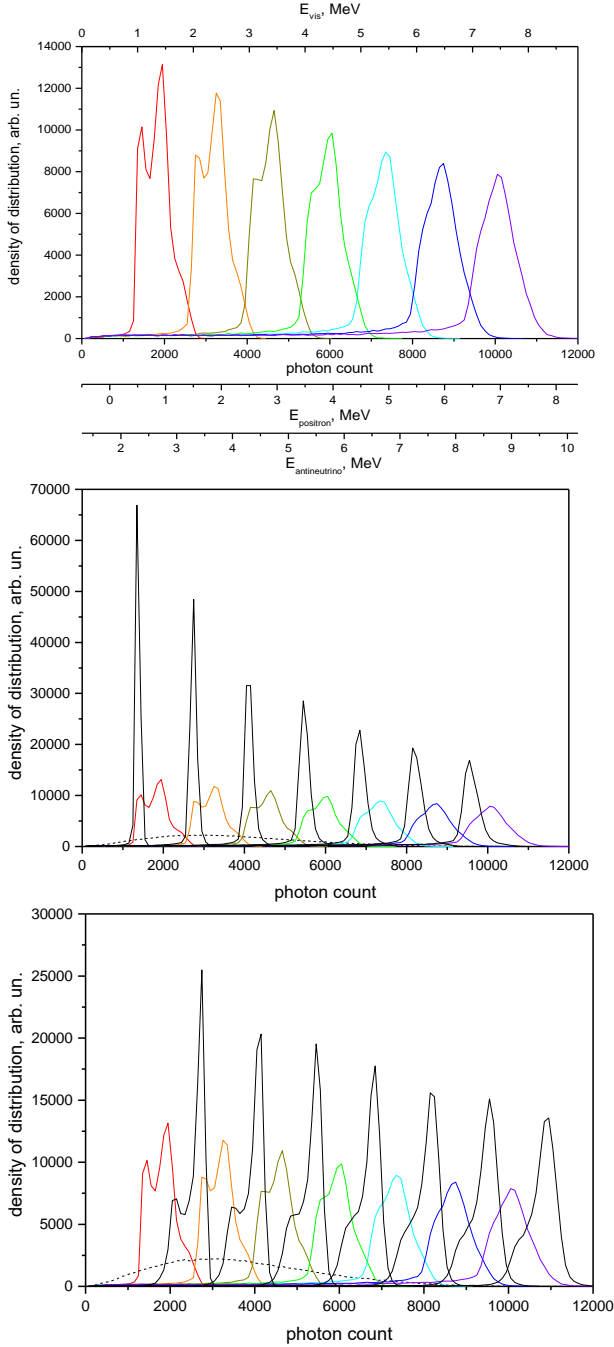 E_vis, MeV
0 1 2 3 4 5 6 7 8
density of distribution, arb. un.
14000
12000
10000
8000
6000
4000
2000
0
0 2000 4000 6000 8000 10000 12000
photon count
0 1 2 3 4 5 6 7 8
E_positron, MeV
2 3 4 5 6 7 8 9 10
E_antineutrino, MeV
density of distribution, arb. un.
70000
60000
50000
40000
30000
20000
10000
0
0 2000 4000 6000 8000 10000 12000
photon count
density of distribution, arb. un.
30000
25000
20000
15000
10000
5000
0
0 2000 4000 6000 8000 10000 12000
photon count